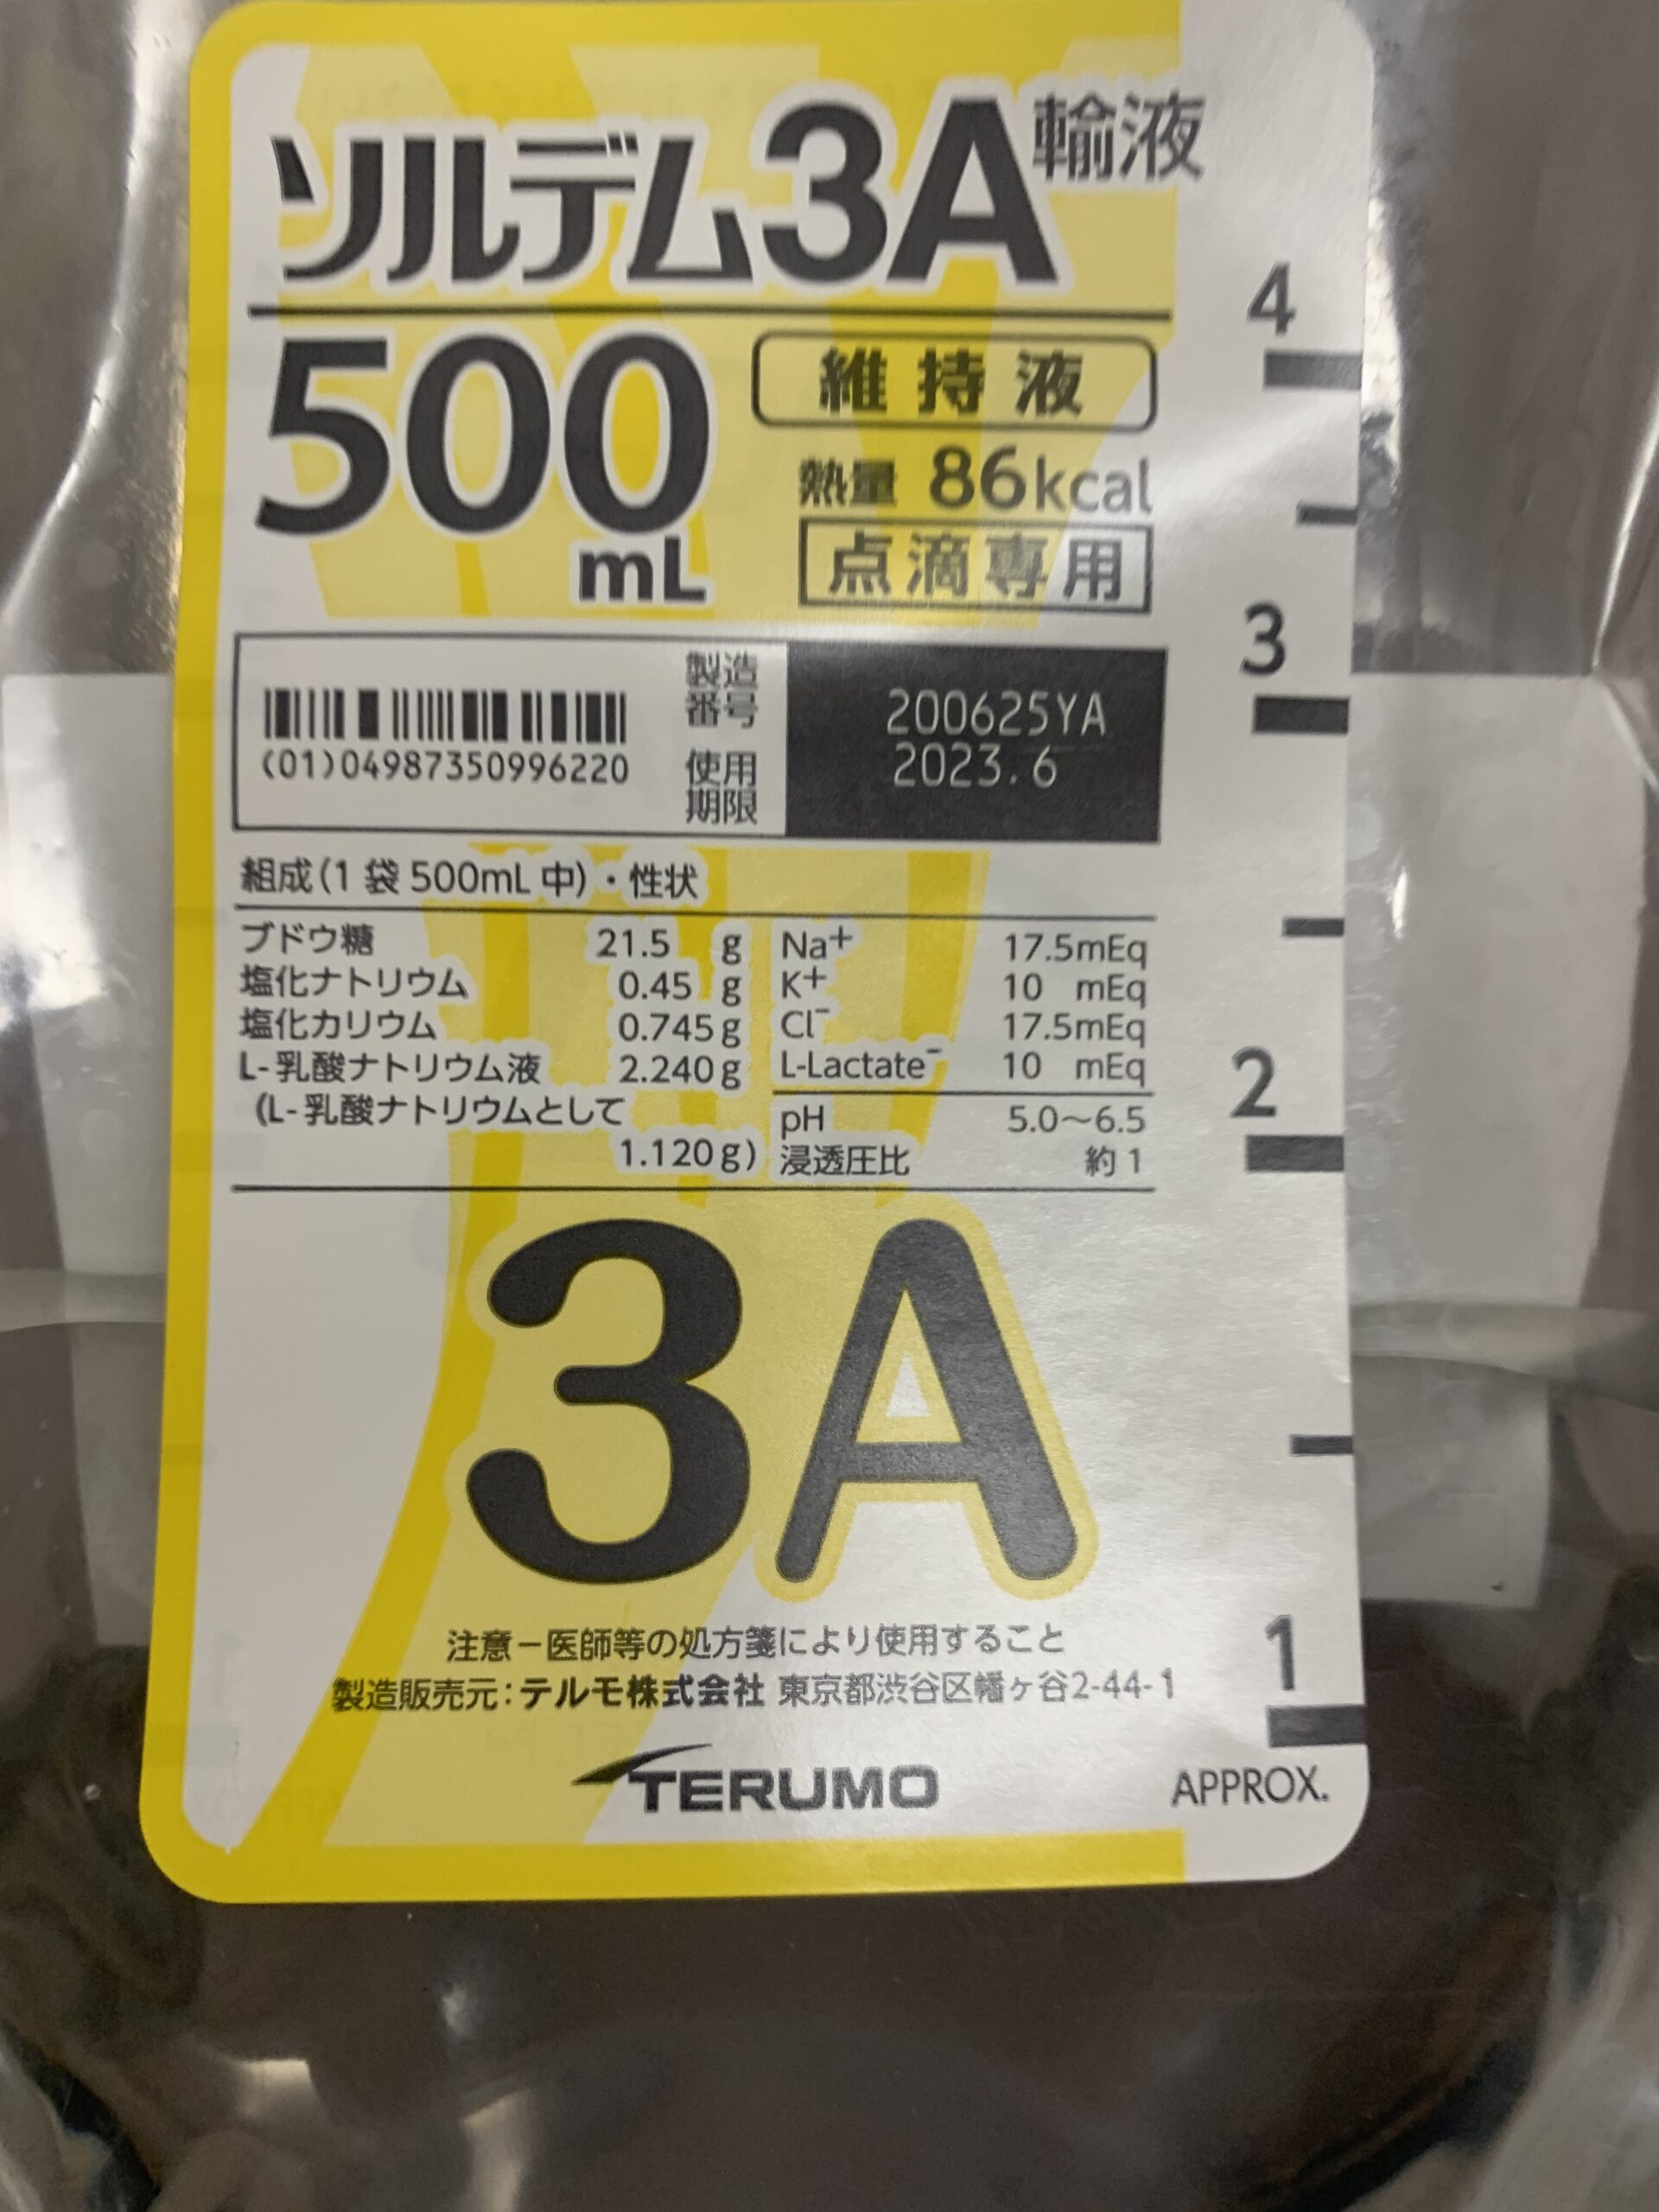 ソルデム3A輸液
500mL
維持液
熱量 86kcal
点滴専用
(01)04987350996220
製造番号 200625YA
使用期限 2023.6
組成(1 袋 500mL 中)・性状
ブドウ糖 21.5 g
塩化ナトリウム 0.45 g
塩化カリウム 0.745g
L-乳酸ナトリウム液 2.240g
(L-乳酸ナトリウムとして
1.120g)
Na+ 17.5mEq
K+ 10 mEq
Cl- 17.5mEq
L-Lactate- 10 mEq
pH 5.0〜6.5
浸透圧比 約1
3A
注意−医師等の処方箋により使用すること
製造販売元:テルモ株式会社 東京都渋谷区幡ヶ谷2-44-1
TERUMO
4
3
2
1
APPROX.